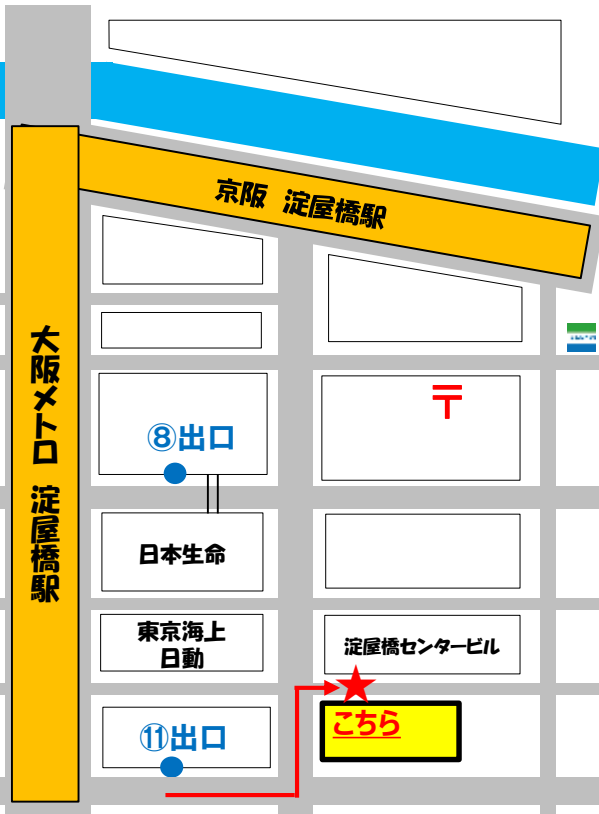 京阪 淀屋橋駅
大阪メトロ 淀屋橋駅
〒
⑧出口
日本生命
東京海上
日動
淀屋橋センタービル
こちら
⑪出口